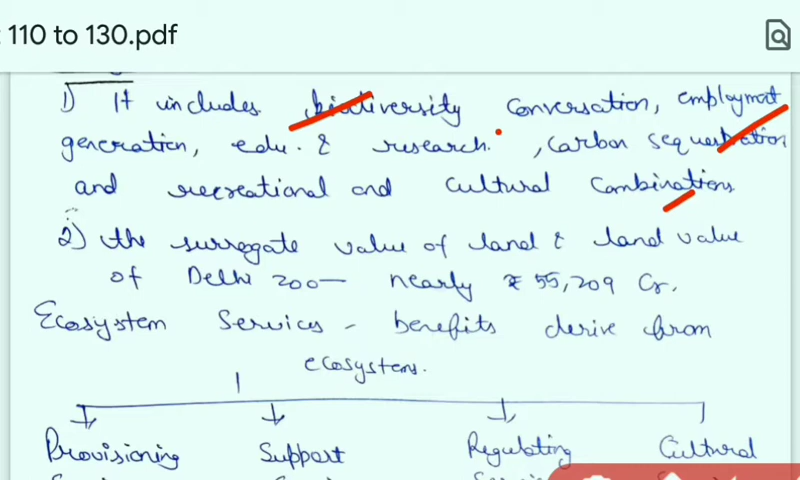 110 to 130.pdf
1) It includes biodiversity conversation, employment
generation, edu. & research, carbon sequestration
and recreational and cultural combinations
2) the surrogate value of land & land value
of Delhi zoo— nearly ₹ 55,209 Cr.
Ecosystem Services - benefits derive from
ecosystems.
Provisioning Support Regulating Cultural